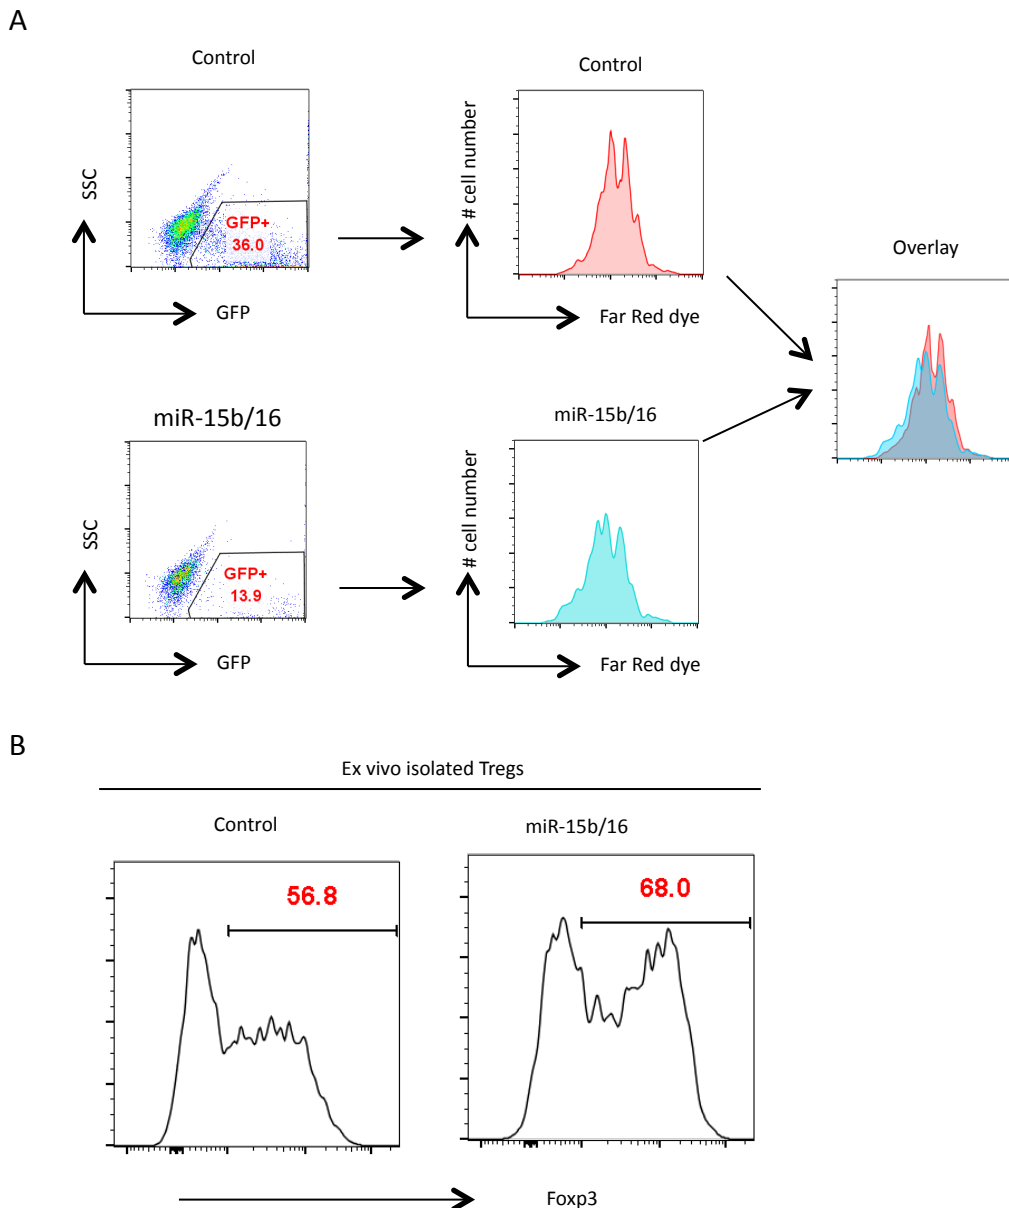 A
Control
Control
SSC
GFP+
36.0
GFP
# cell number
Far Red dye
Overlay
miR-15b/16
miR-15b/16
SSC
GFP+
13.9
GFP
# cell number
Far Red dye
B
Ex vivo isolated Tregs
Control
miR-15b/16
56.8
68.0
Foxp3